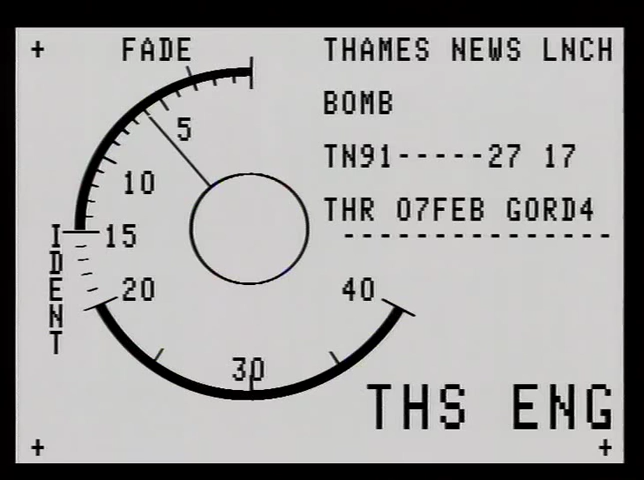 + FADE THAMES NEWS LNCH
BOMB
5
TN91-----27 17
10
THR 07FEB GORD4
---------------
15
IDENT
20
40
30
THS ENG
+ +